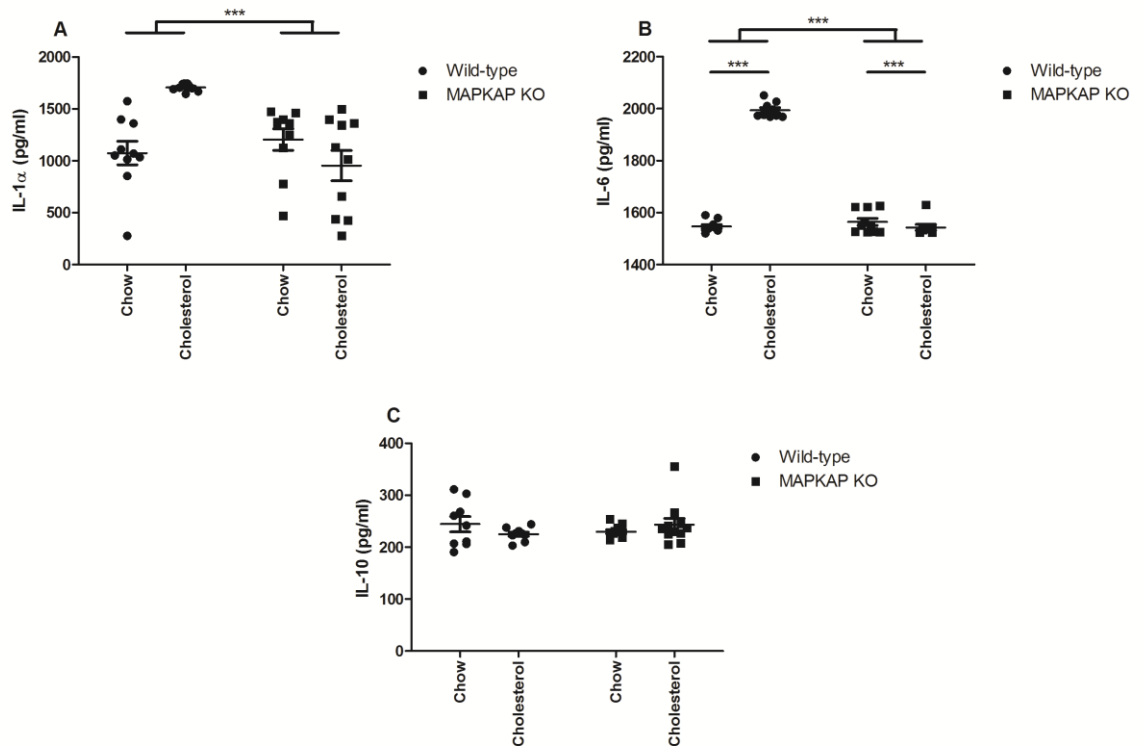 A
***
IL-1α (pg/ml)
2000
1500
1000
500
0
Chow
Cholesterol
Chow
Cholesterol
Wild-type
MAPKAP KO
B
***
***
***
IL-6 (pg/ml)
2200
2000
1800
1600
1400
Chow
Cholesterol
Chow
Cholesterol
Wild-type
MAPKAP KO
C
IL-10 (pg/ml)
400
300
200
100
0
Chow
Cholesterol
Chow
Cholesterol
Wild-type
MAPKAP KO